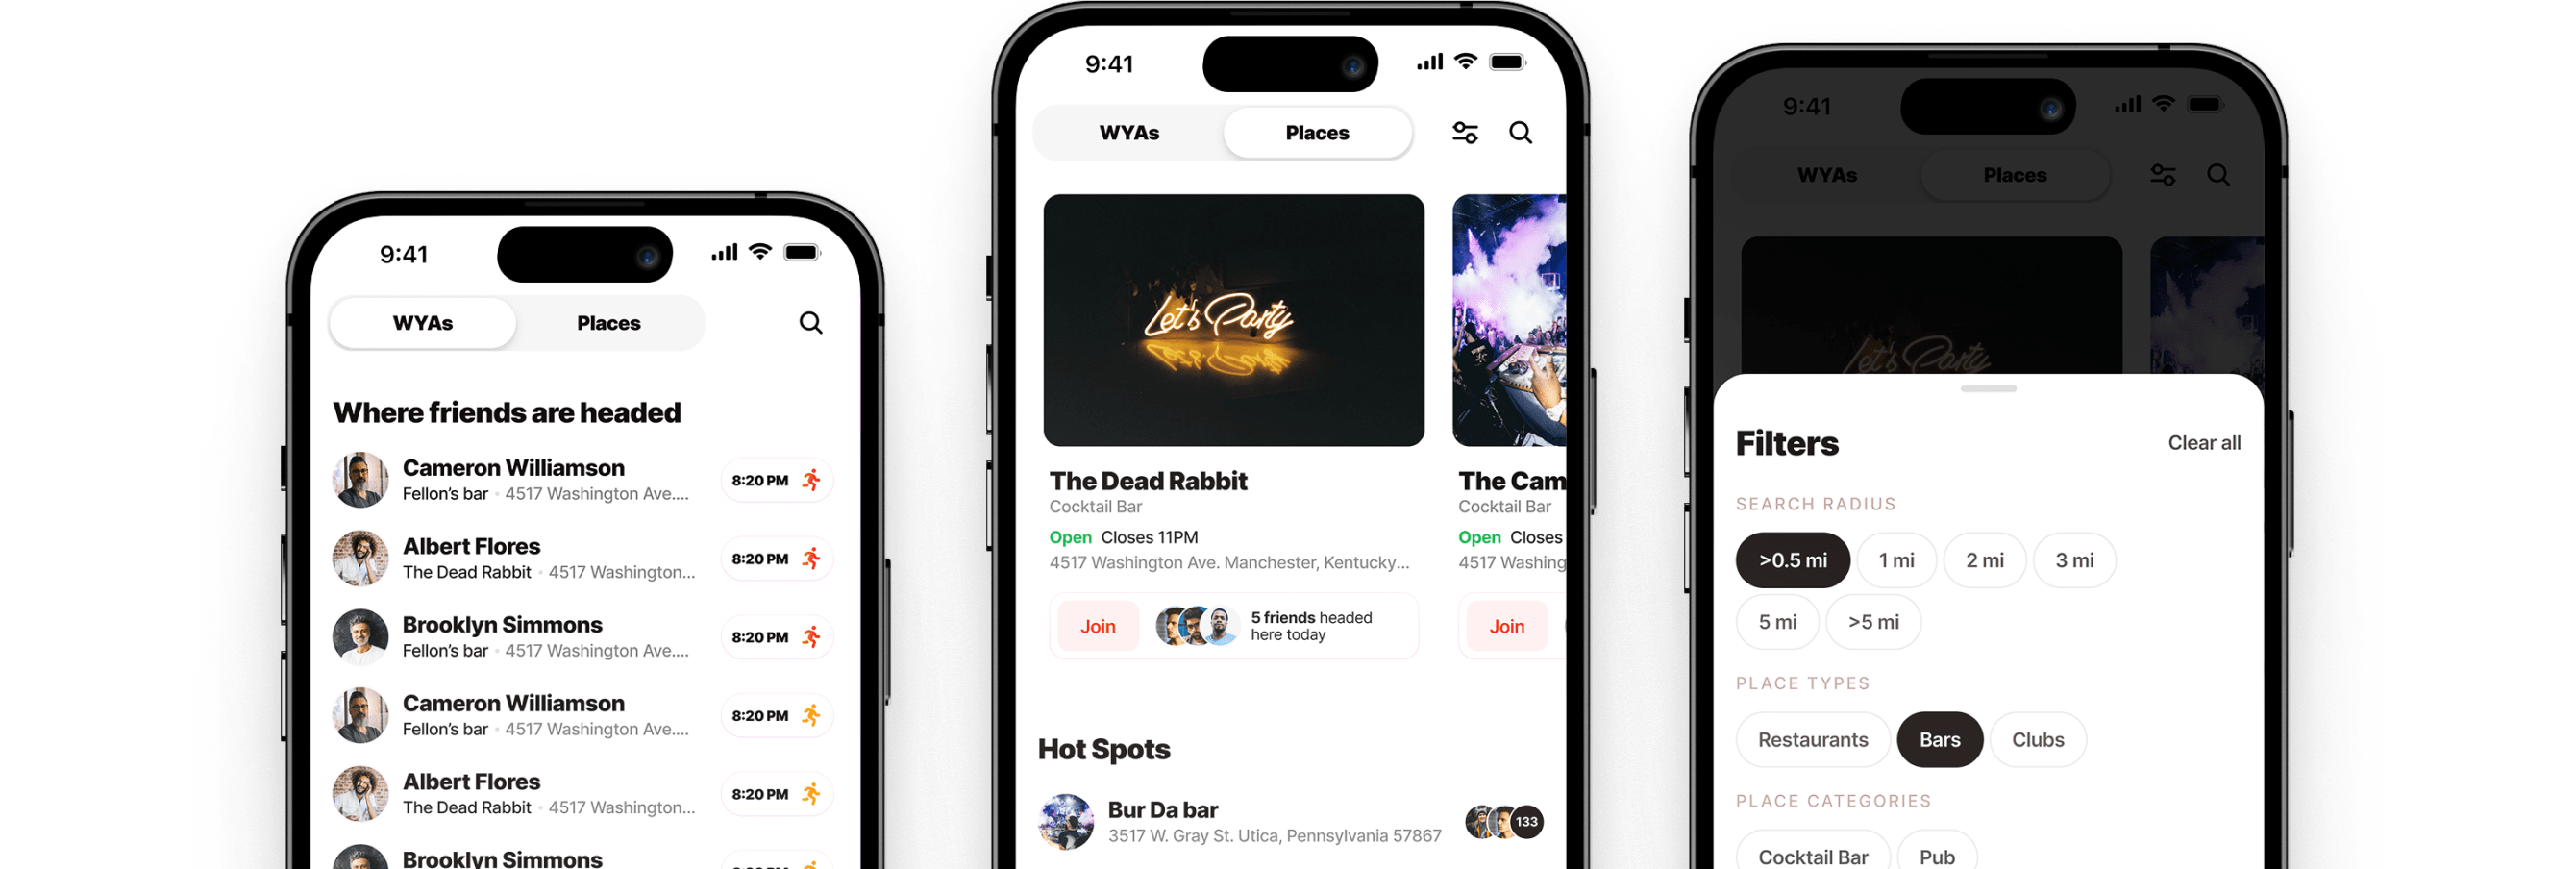 9:41
WYAs
Places
Where friends are headed
Cameron Williamson
Fellon's bar • 4517 Washington Ave....
8:20 PM
Albert Flores
The Dead Rabbit • 4517 Washington...
8:20 PM
Brooklyn Simmons
Fellon's bar • 4517 Washington Ave....
8:20 PM
Cameron Williamson
Fellon's bar • 4517 Washington Ave....
8:20 PM
Albert Flores
The Dead Rabbit • 4517 Washington...
8:20 PM
Brooklyn Simmons
9:41
WYAs
Places
Let's Party
The Dead Rabbit
Cocktail Bar
Open Closes 11PM
4517 Washington Ave. Manchester, Kentucky...
Join
5 friends headed
here today
The Cam
Cocktail Bar
Open Closes
4517 Washing
Join
Hot Spots
Bur Da bar
3517 W. Gray St. Utica, Pennsylvania 57867
133
9:41
WYAs
Places
Let's Party
Filters
Clear all
SEARCH RADIUS
>0.5 mi
1 mi
2 mi
3 mi
5 mi
>5 mi
PLACE TYPES
Restaurants
Bars
Clubs
PLACE CATEGORIES
Cocktail Bar
Pub